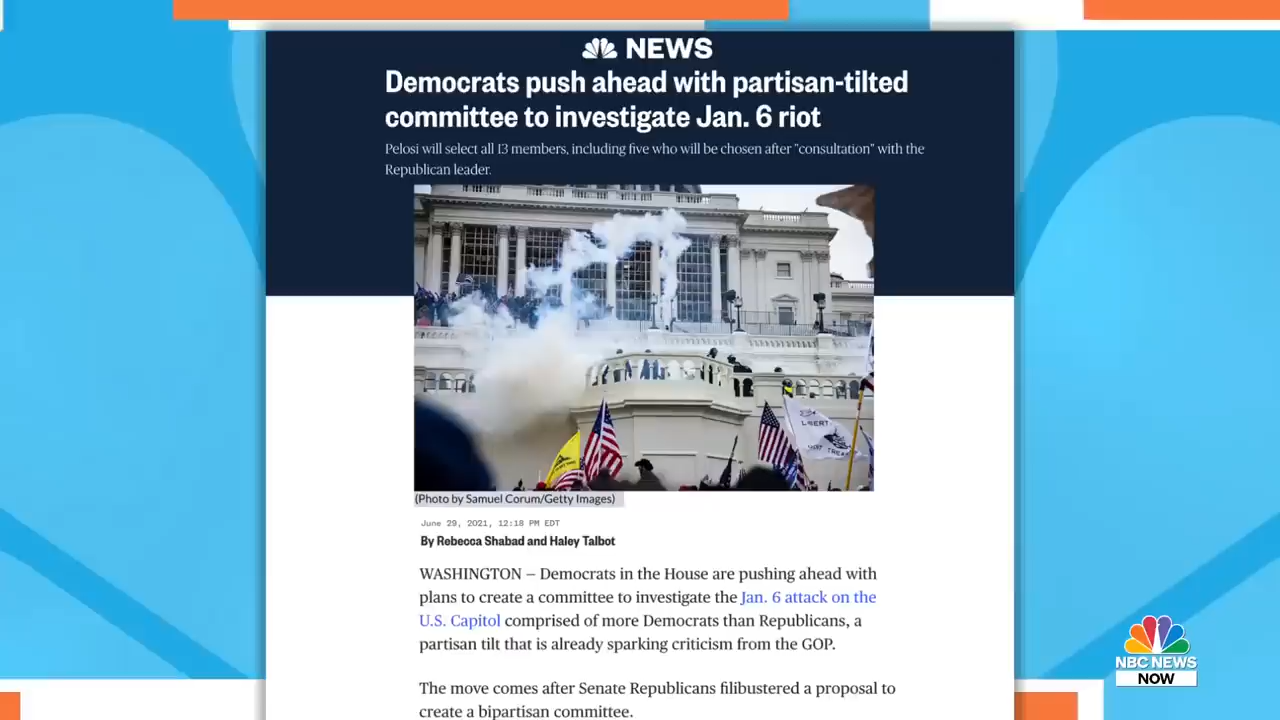 NEWS
Democrats push ahead with partisan-tilted
committee to investigate Jan. 6 riot
Pelosi will select all 13 members, including five who will be chosen after "consultation" with the
Republican leader.
LIBERT
(Photo by Samuel Corum/Getty Images)
June 29, 2021, 12:18 PM EDT
By Rebecca Shabad and Haley Talbot
WASHINGTON — Democrats in the House are pushing ahead with
plans to create a committee to investigate the Jan. 6 attack on the
U.S. Capitol comprised of more Democrats than Republicans, a
partisan tilt that is already sparking criticism from the GOP.
The move comes after Senate Republicans filibustered a proposal to
create a bipartisan committee.
NBC NEWS
NOW